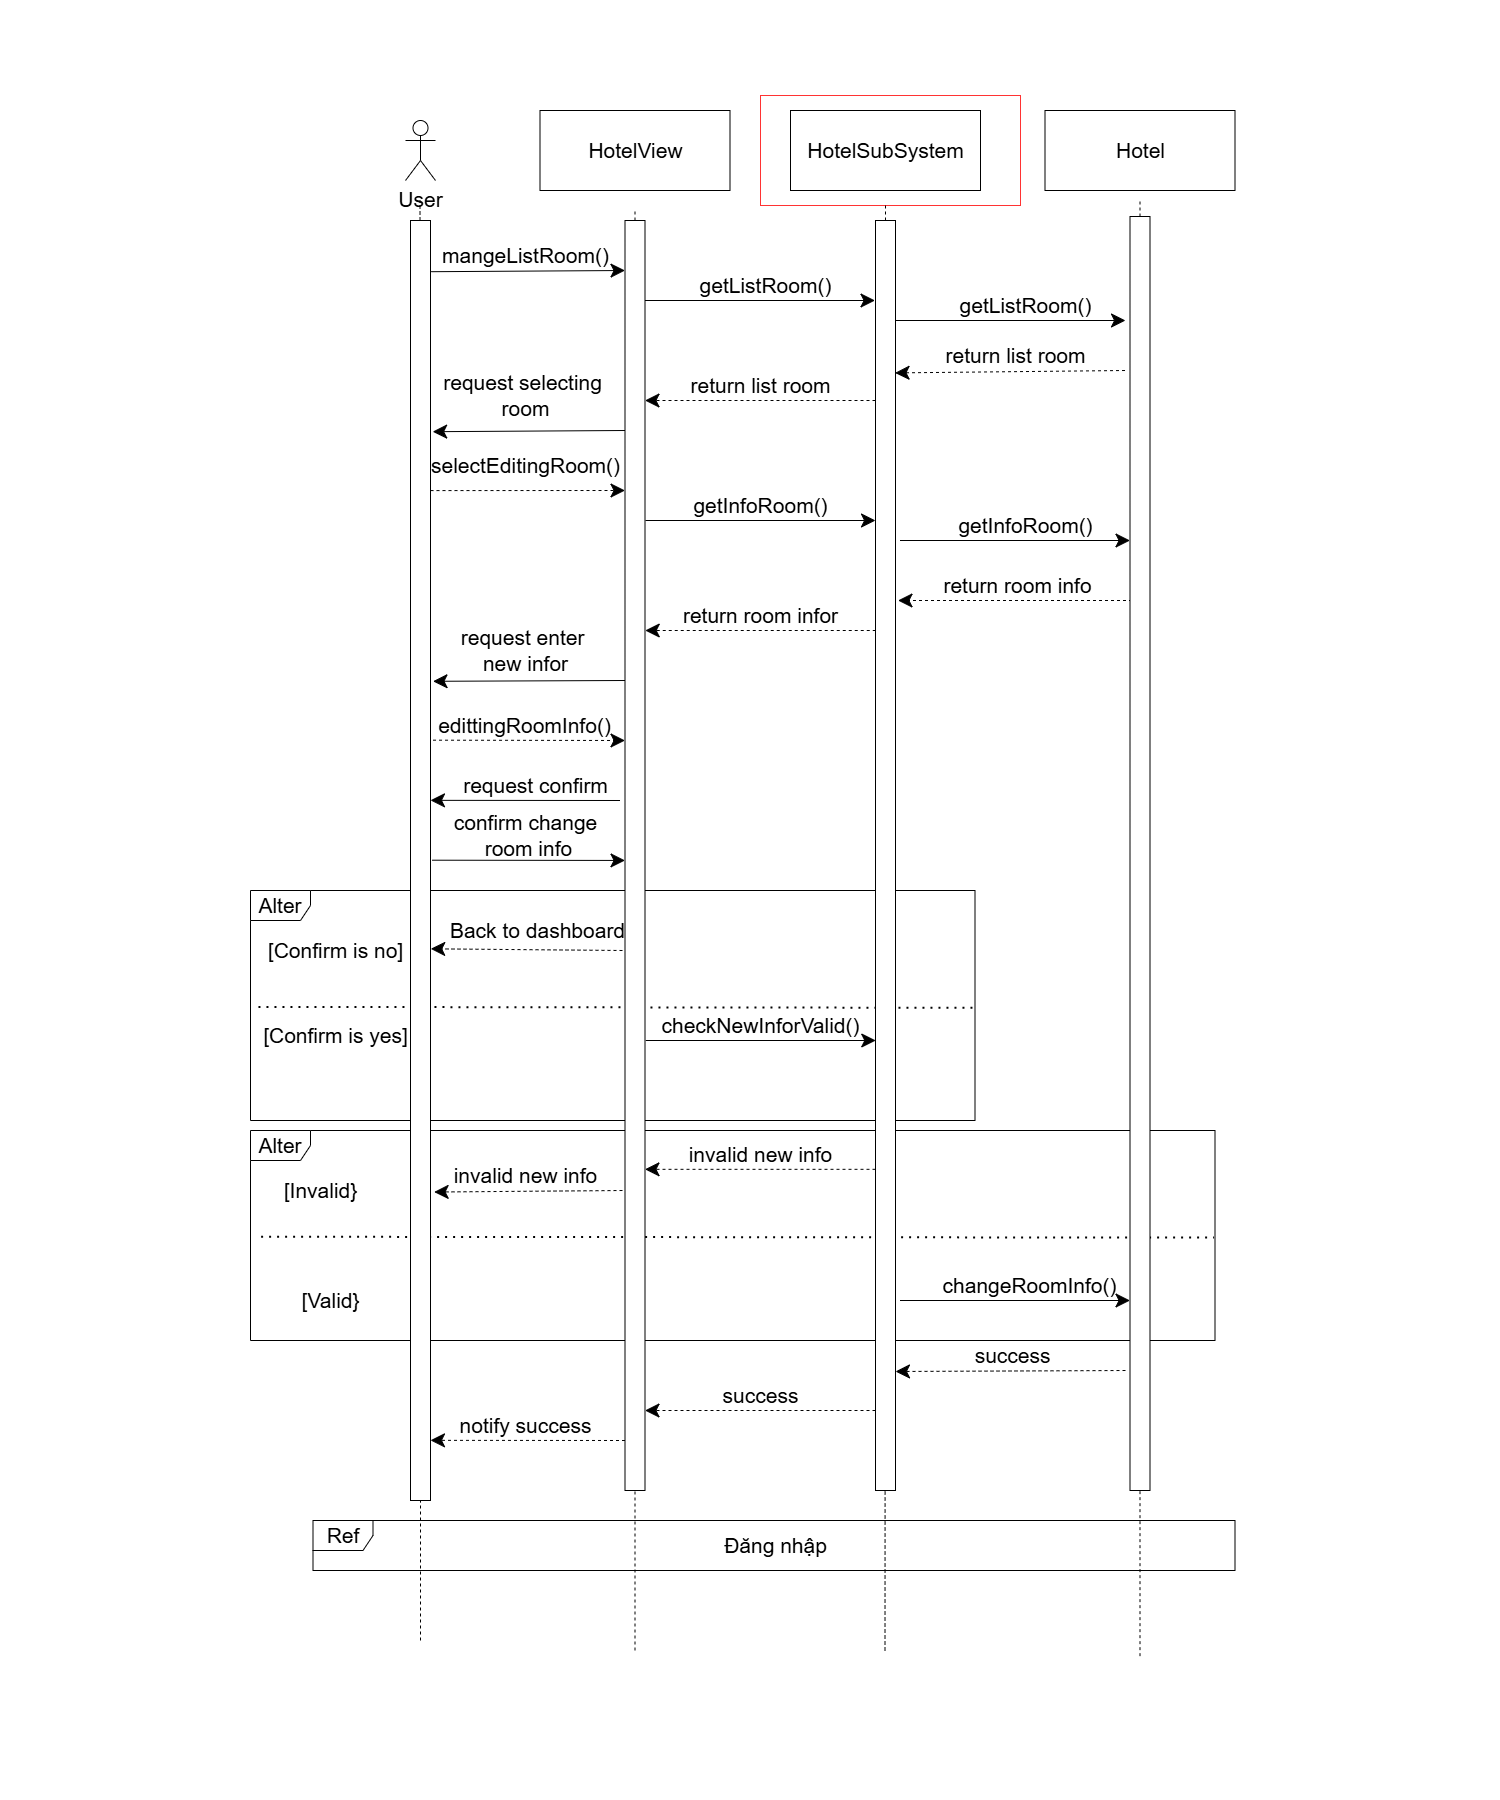 User
HotelView
HotelSubSystem
Hotel
mangeListRoom()
getListRoom()
getListRoom()
return list room
return list room
request selecting
room
selectEditingRoom()
getInfoRoom()
getInfoRoom()
return room info
return room infor
request enter
new infor
edittingRoomInfo()
request confirm
confirm change
room info
Alter
Back to dashboard
[Confirm is no]
[Confirm is yes]
checkNewInforValid()
Alter
invalid new info
invalid new info
[Invalid}
changeRoomInfo()
[Valid}
success
success
notify success
Ref
Đăng nhập